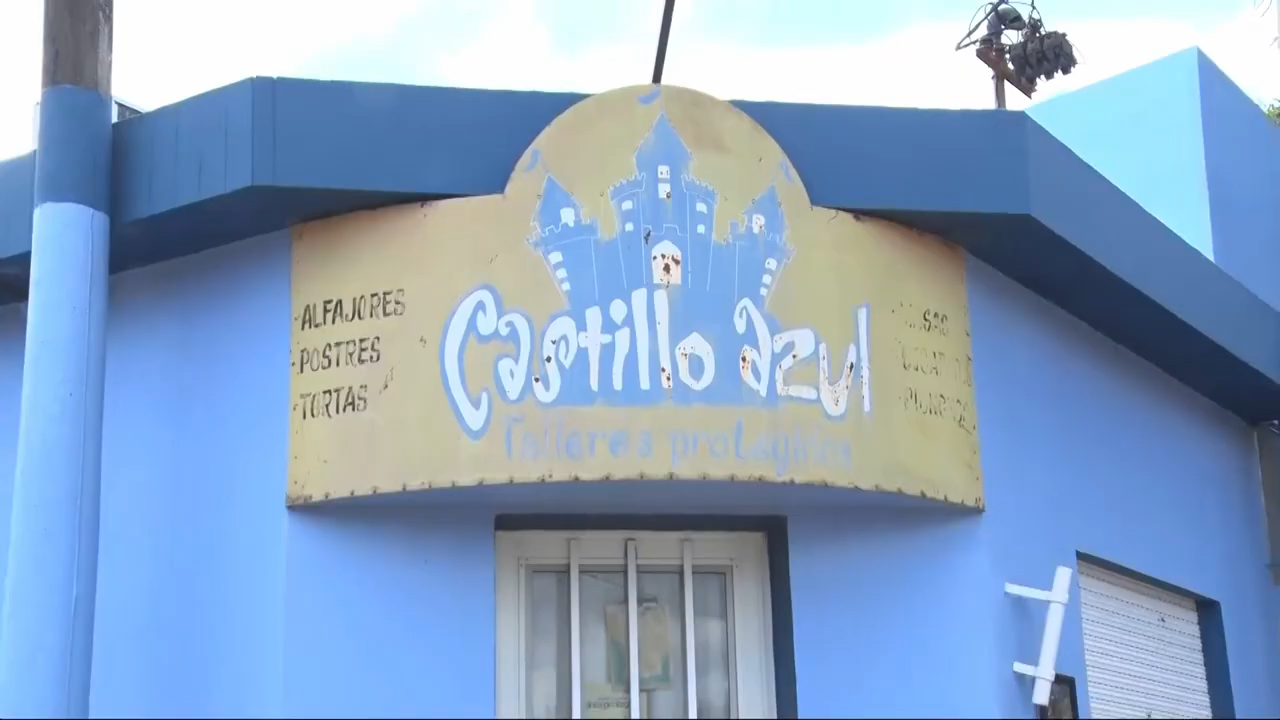 -ALFAJORES
-POSTRES
-TORTAS
Castillo azul
Talleres protegidos